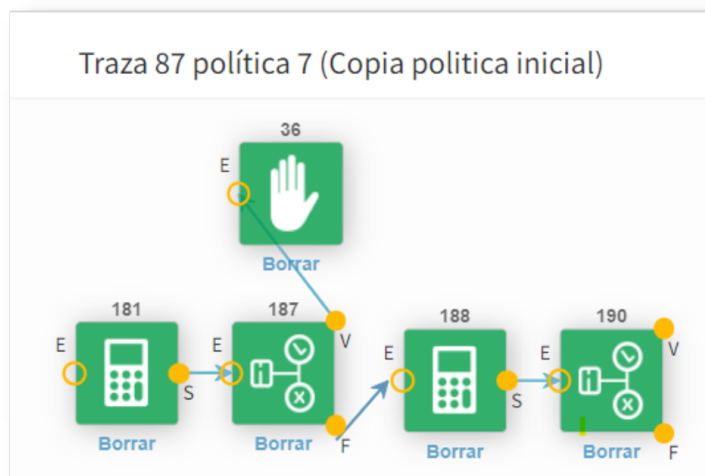 Traza 87 política 7 (Copia politica inicial)
36
E
Borrar
181
187
188
190
E
S
E
V
F
E
S
E
V
F
Borrar
Borrar
Borrar
Borrar